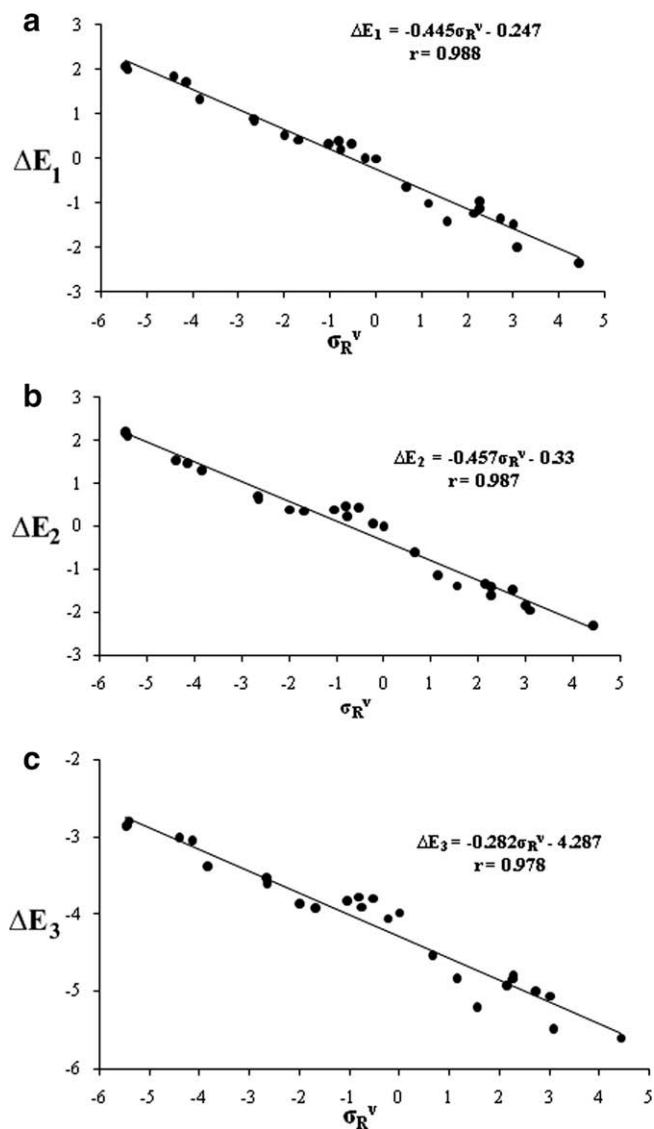 a
3
ΔE₁ = -0.445σRᵛ - 0.247
r = 0.988
2
1
ΔE₁
0
-1
-2
-3
-6 -5 -4 -3 -2 -1 0 1 2 3 4 5
σRᵛ
b
3
2
ΔE₂ = -0.457σRᵛ - 0.33
r = 0.987
1
ΔE₂
0
-1
-2
-3
-6 -5 -4 -3 -2 -1 0 1 2 3 4 5
σRᵛ
c
-2
-3
ΔE₃ = -0.282σRᵛ - 4.287
r = 0.978
-4
ΔE₃
-5
-6
-6 -5 -4 -3 -2 -1 0 1 2 3 4 5
σRᵛ